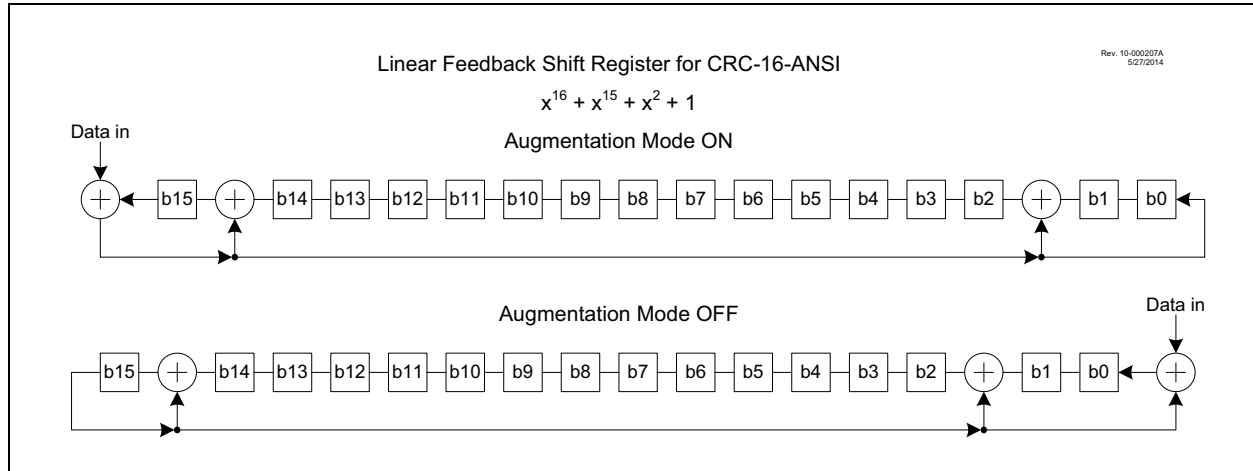 Rev. 10-000207A
5/27/2014
Linear Feedback Shift Register for CRC-16-ANSI
x¹⁶ + x¹⁵ + x² + 1
Augmentation Mode ON
Data in
b15 b14 b13 b12 b11 b10 b9 b8 b7 b6 b5 b4 b3 b2 b1 b0
Augmentation Mode OFF
Data in
b15 b14 b13 b12 b11 b10 b9 b8 b7 b6 b5 b4 b3 b2 b1 b0